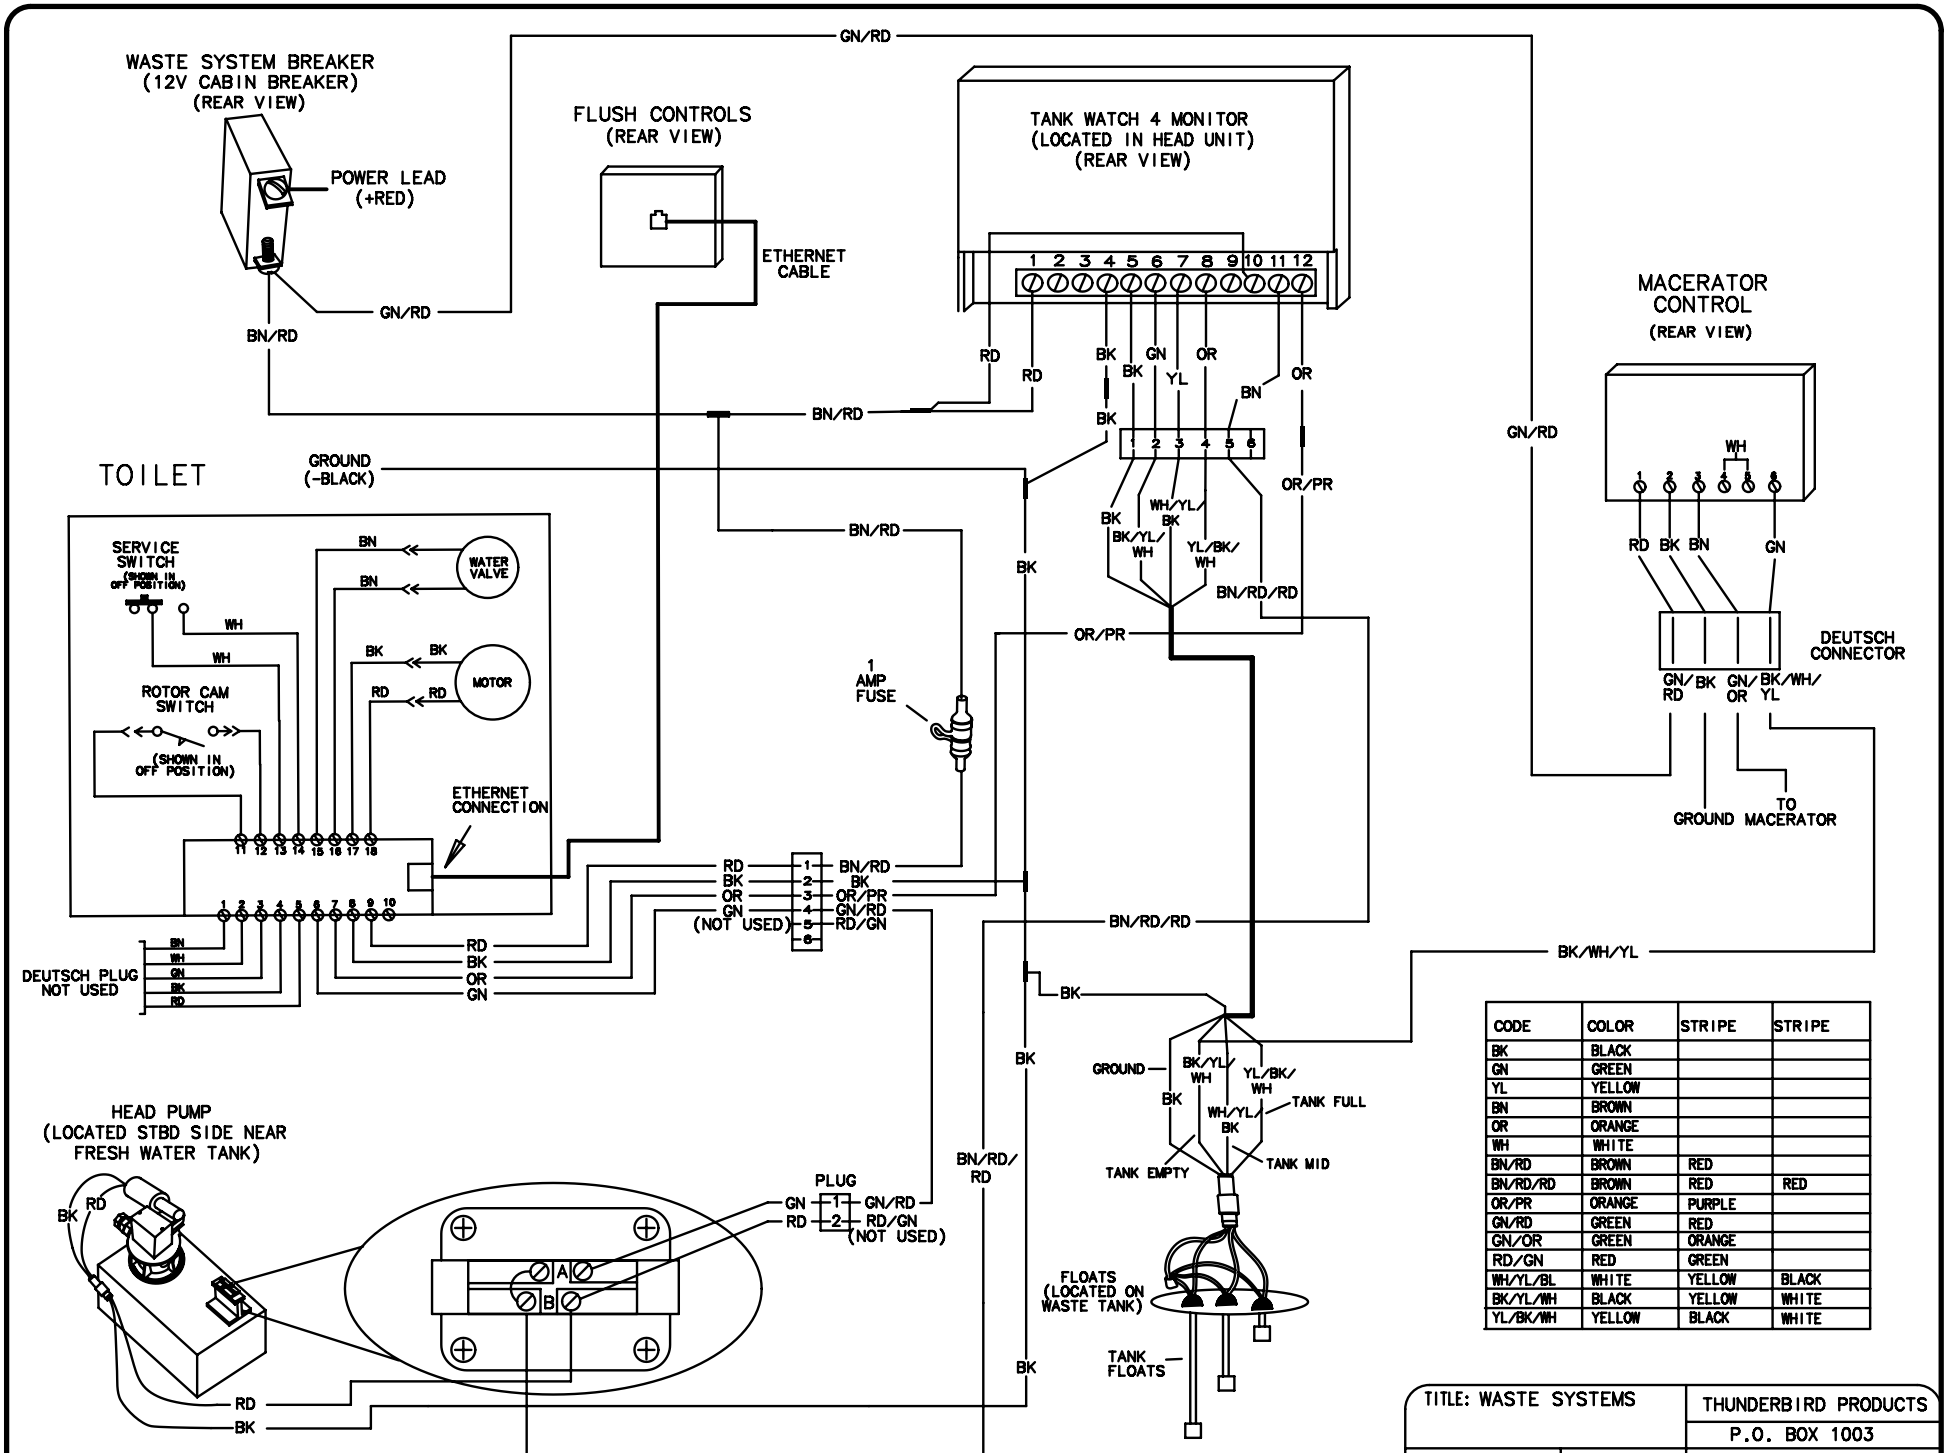 GN/RD
WASTE SYSTEM BREAKER
(12V CABIN BREAKER)
(REAR VIEW)
POWER LEAD
(+RED)
GN/RD
BN/RD
FLUSH CONTROLS
(REAR VIEW)
ETHERNET
CABLE
TANK WATCH 4 MONITOR
(LOCATED IN HEAD UNIT)
(REAR VIEW)
1 2 3 4 5 6 7 8 9 10 11 12
RD
RD
BK
BK
GN
YL
OR
BN
OR
BK
BN/RD
1 2 3 4 5 6
OR/PR
BK
BK/YL/
WH
WH/YL/
BK
YL/BK/
WH
BN/RD/RD
OR/PR
MACERATOR
CONTROL
(REAR VIEW)
GN/RD
WH
1 2 3 4 5 6
RD BK BN GN
DEUTSCH
CONNECTOR
GN/
RD
BK
GN/
OR
BK/WH/
YL
TO
GROUND MACERATOR
TOILET
GROUND
(-BLACK)
BN/RD
BK
SERVICE
SWITCH
(SHOWN IN
OFF POSITION)
WH
WH
BN
BN
WATER
VALVE
BK BK
RD RD
MOTOR
ROTOR CAM
SWITCH
(SHOWN IN
OFF POSITION)
1
AMP
FUSE
ETHERNET
CONNECTION
11 12 13 14 15 16 17 18
1 2 3 4 5 6 7 8 9 10
BN
WH
GN
BK
RD
DEUTSCH PLUG
NOT USED
RD
BK
OR
GN
RD 1 BN/RD
BK 2 BK
OR 3 OR/PR
GN 4 GN/RD
(NOT USED) 5 RD/GN
6
BN/RD/RD
BK/WH/YL
BK
BK
GROUND
BK
BK/YL/
WH
YL/BK/
WH
WH/YL/
BK
TANK FULL
TANK MID
TANK EMPTY
BN/RD/
RD
FLOATS
(LOCATED ON
WASTE TANK)
TANK
FLOATS
BK
HEAD PUMP
(LOCATED STBD SIDE NEAR
FRESH WATER TANK)
BK
RD
PLUG
GN 1 GN/RD
RD 2 RD/GN
(NOT USED)
A
B
RD
BK
CODE COLOR STRIPE STRIPE
BK BLACK
GN GREEN
YL YELLOW
BN BROWN
OR ORANGE
WH WHITE
BN/RD BROWN RED
BN/RD/RD BROWN RED RED
OR/PR ORANGE PURPLE
GN/RD GREEN RED
GN/OR GREEN ORANGE
RD/GN RED GREEN
WH/YL/BL WHITE YELLOW BLACK
BK/YL/WH BLACK YELLOW WHITE
YL/BK/WH YELLOW BLACK WHITE
TITLE: WASTE SYSTEMS
THUNDERBIRD PRODUCTS
P.O. BOX 1003